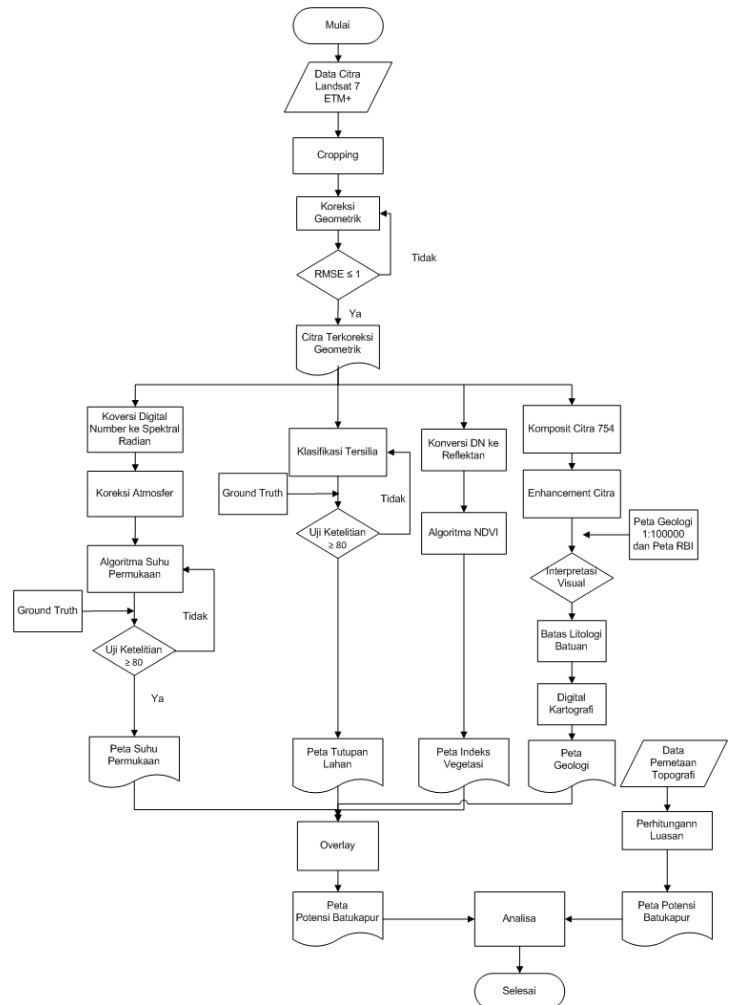 Mulai
Data Citra
Landsat 7
ETM+
Cropping
Koreksi
Geometrik
Tidak
RMSE ≤ 1
Ya
Citra Terkoreksi
Geometrik
Koversi Digital
Number ke Spektral
Radian
Koreksi Atmosfer
Algoritma Suhu
Permukaan
Ground Truth
Tidak
Uji Ketelitian
≥ 80
Ya
Peta Suhu
Permukaan
Klasifikasi Tersilia
Ground Truth
Tidak
Uji Ketelitian
≥ 80
Peta Tutupan
Lahan
Konversi DN ke
Reflektan
Algoritma NDVI
Peta Indeks
Vegetasi
Komposit Citra 754
Enhancement Citra
Peta Geologi
1:100000
dan Peta RBI
Interpretasi
Visual
Batas Litologi
Batuan
Digital
Kartografi
Peta
Geologi
Data
Pemetaan
Topografi
Perhitungann
Luasan
Overlay
Peta
Potensi Batukapur
Analisa
Peta Potensi
Batukapur
Selesai